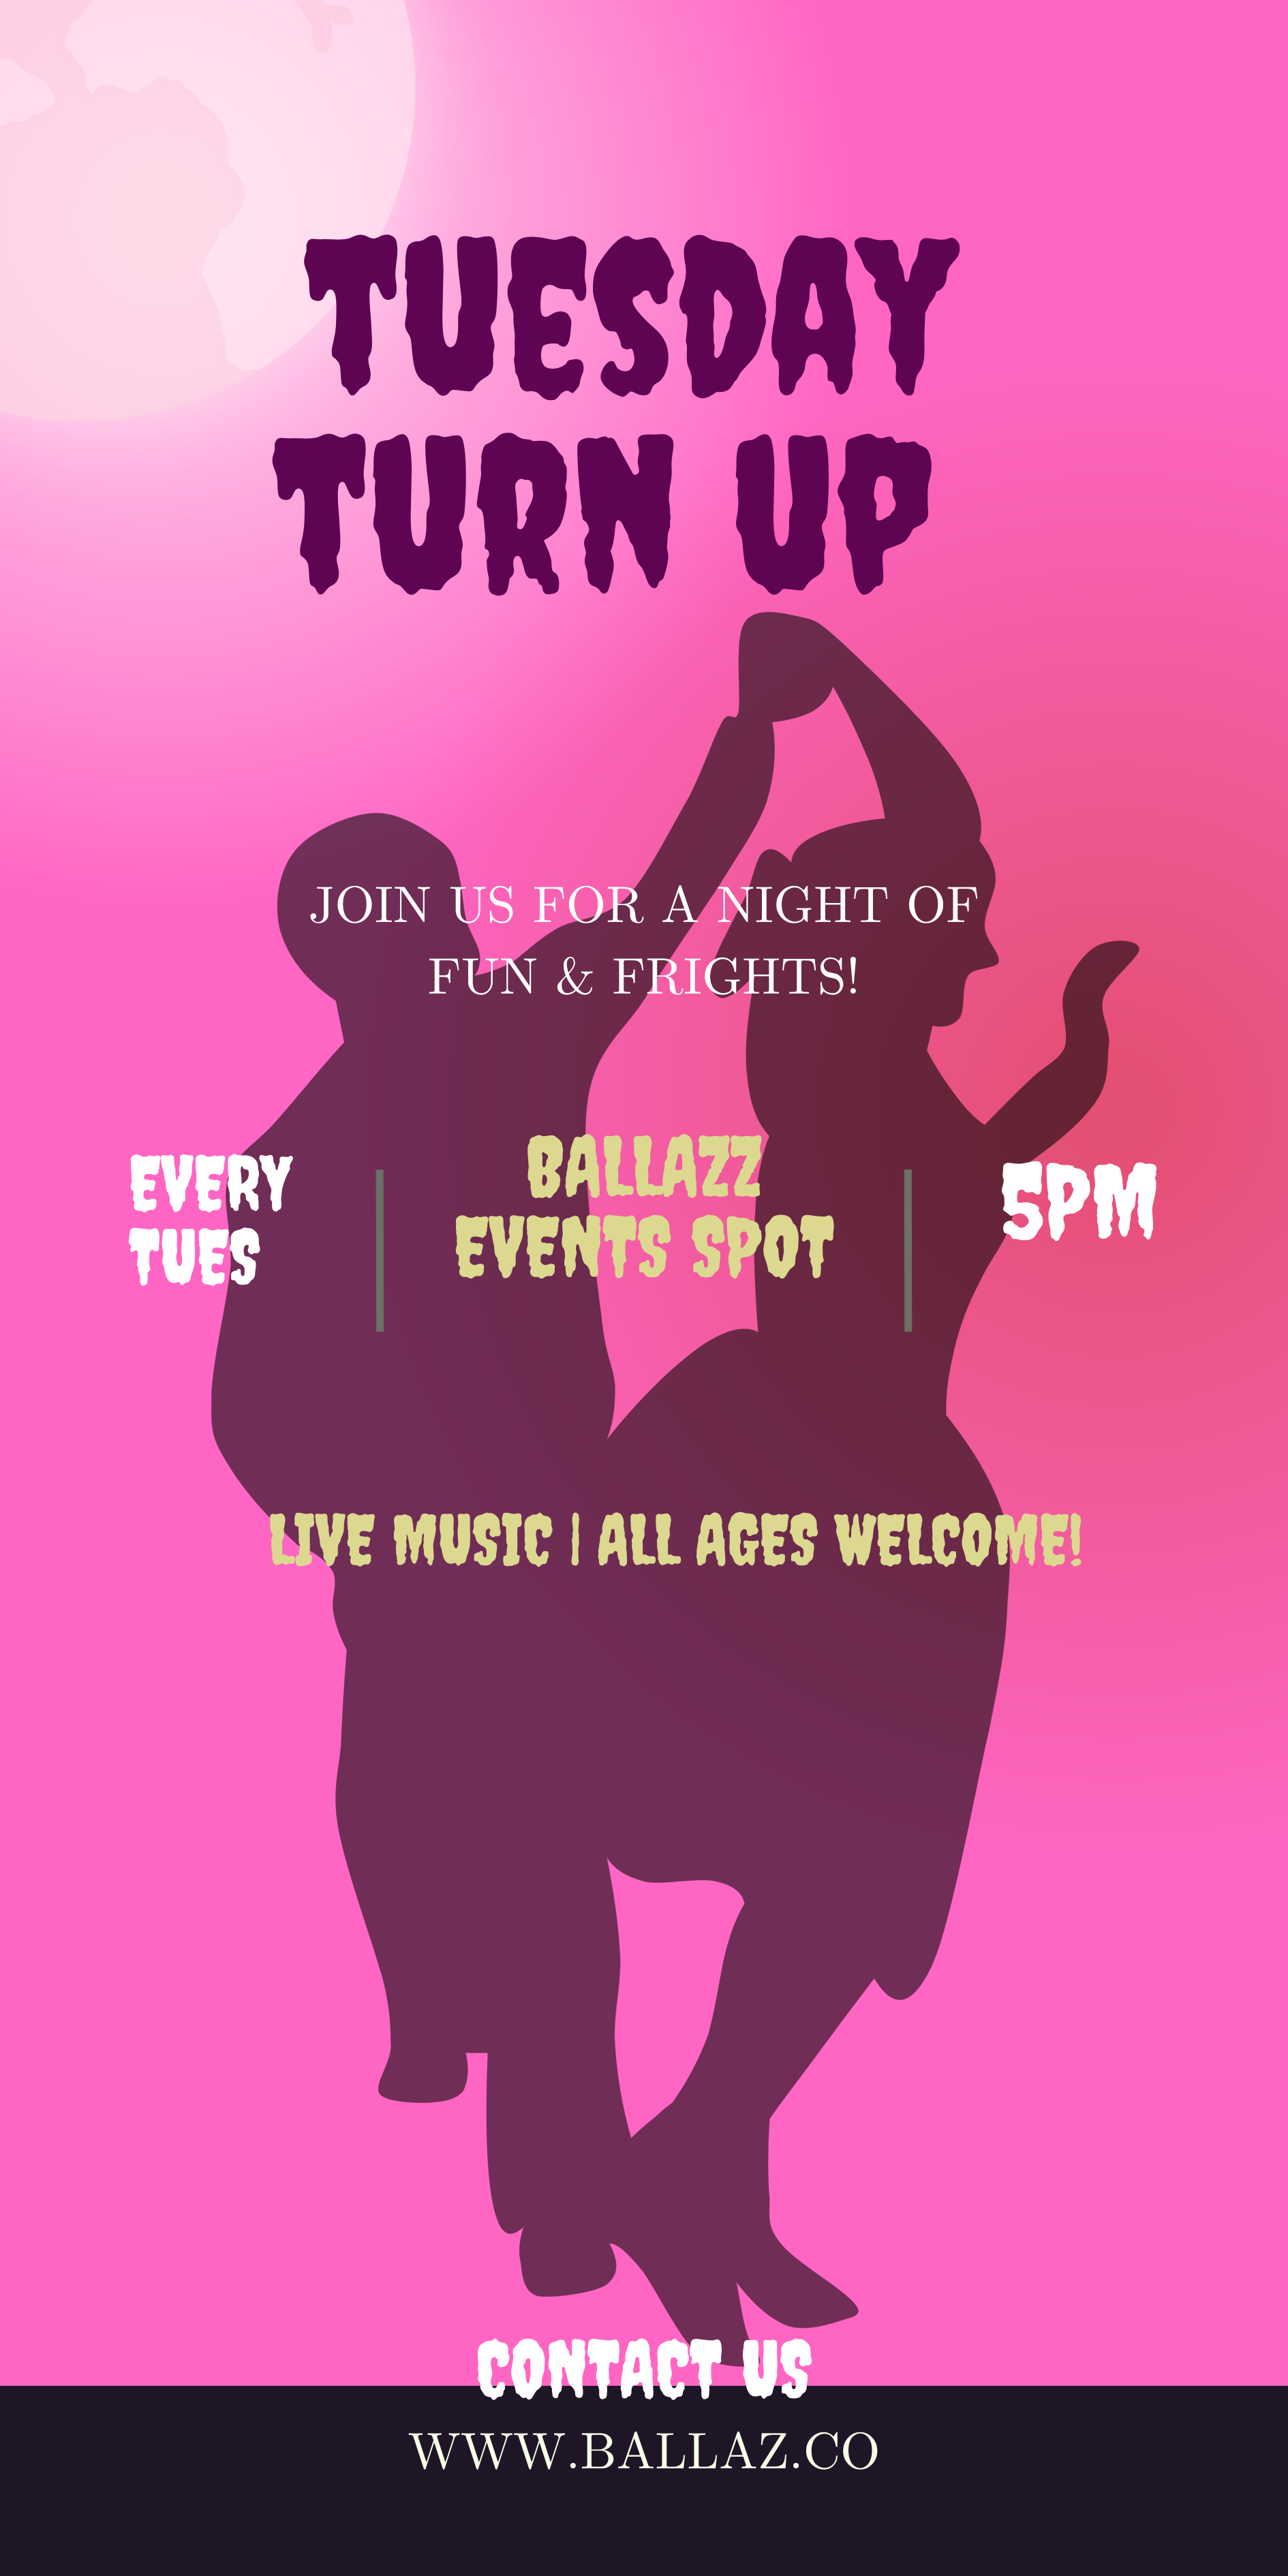 TUESDAY
TURN UP
JOIN US FOR A NIGHT OF
FUN & FRIGHTS!
EVERY
TUES
BALLAZZ
EVENTS SPOT
5PM
LIVE MUSIC | ALL AGES WELCOME!
CONTACT US
WWW.BALLAZ.CO